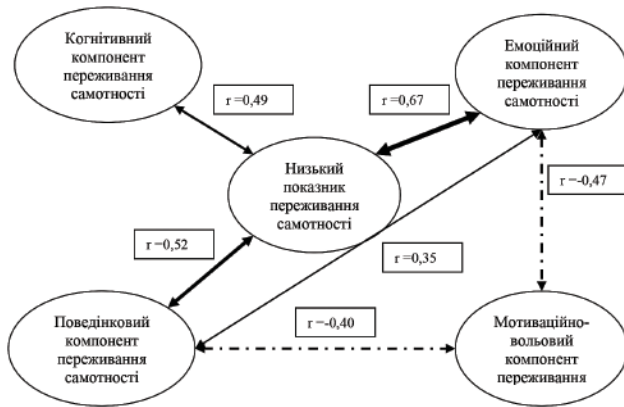 Когнітивний
компонент
переживання
самотності
Емоційний
компонент
переживання
самотності
r =0,49
r =0,67
Низький
показник
переживання
самотності
r =-0,47
r =0,52
r =0,35
Поведінковий
компонент
переживання
самотності
r =-0,40
Мотиваційно-
вольовий
компонент
переживання